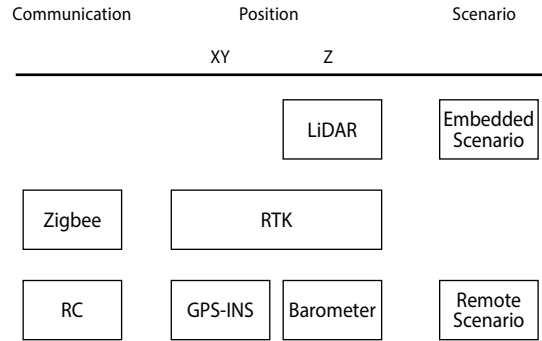 Communication Position Scenario
XY Z
LiDAR Embedded
Scenario
Zigbee RTK
RC GPS-INS Barometer Remote
Scenario